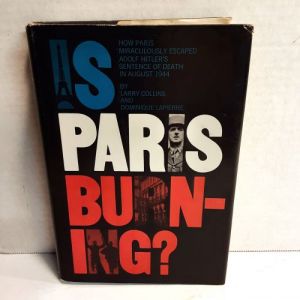 IS
HOW PARIS
MIRACULOUSLY ESCAPED
ADOLF HITLER'S
SENTENCE OF DEATH
IN AUGUST 1944
BY
LARRY COLLINS
AND
DOMINIQUE LAPIERRE
PARIS
BURN-
ING?